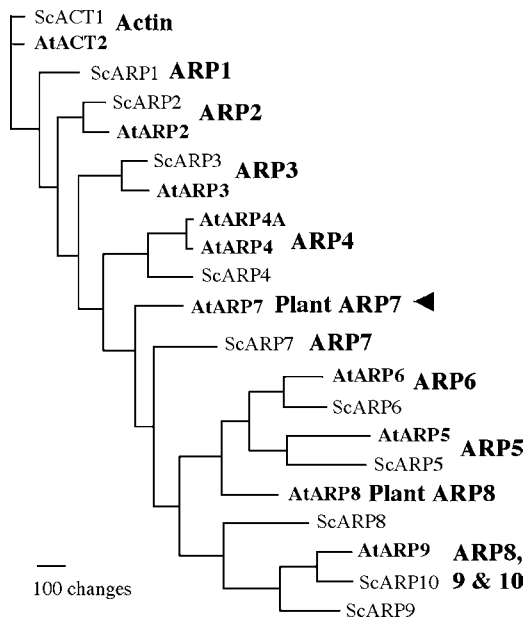 ScACT1 Actin
AtACT2
ScARP1 ARP1
ScARP2 ARP2
AtARP2
ScARP3 ARP3
AtARP3
AtARP4A
AtARP4 ARP4
ScARP4
AtARP7 Plant ARP7
ScARP7 ARP7
AtARP6 ARP6
ScARP6
AtARP5 ARP5
ScARP5
AtARP8 Plant ARP8
ScARP8
AtARP9 ARP8,
ScARP10 9 & 10
ScARP9
100 changes